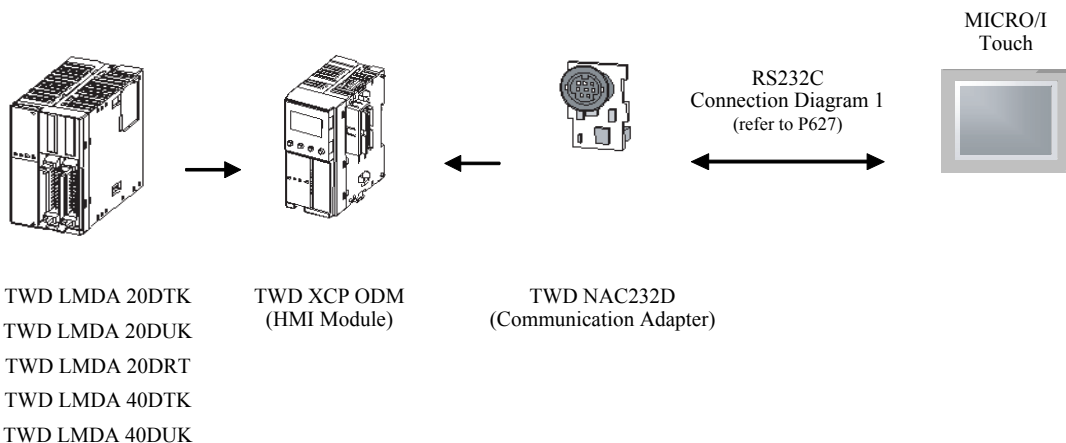 MICRO/I
Touch
RS232C
Connection Diagram 1
(refer to P627)
TWD LMDA 20DTK
TWD LMDA 20DUK
TWD LMDA 20DRT
TWD LMDA 40DTK
TWD LMDA 40DUK
TWD XCP ODM
(HMI Module)
TWD NAC232D
(Communication Adapter)